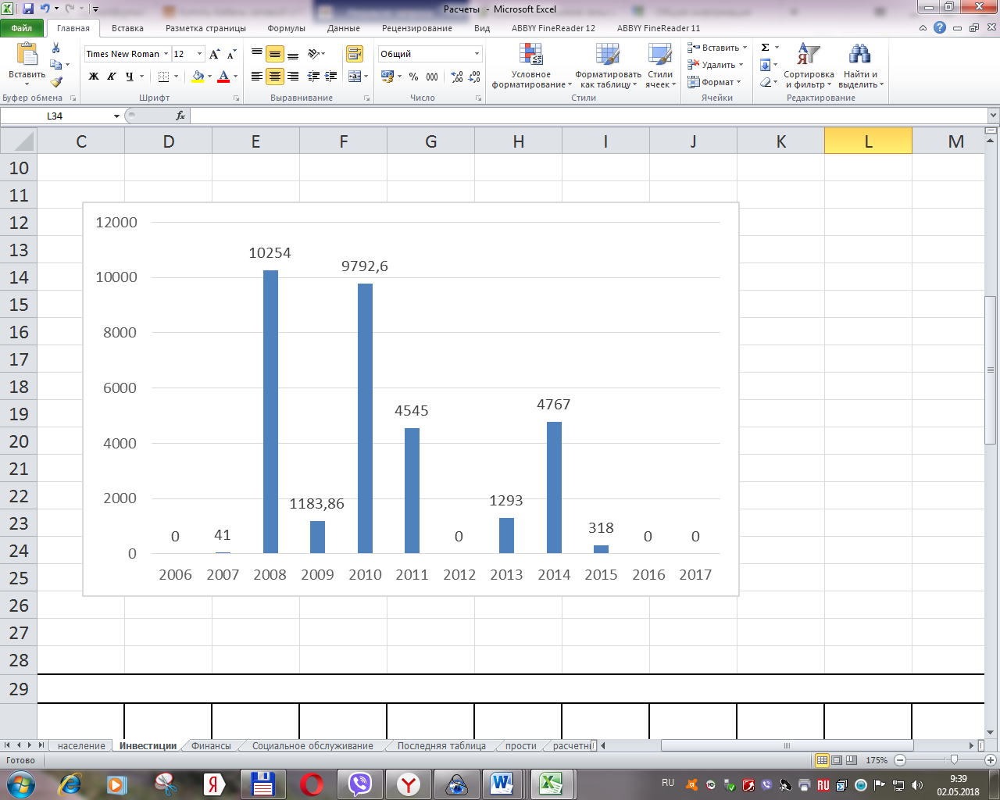 Расчеты - Microsoft Excel
Файл Главная Вставка Разметка страницы Формулы Данные Рецензирование Вид ABBYY FineReader 12 ABBYY FineReader 11
Вставить
Буфер обмена
Times New Roman 12
Ж К Ч
Шрифт
Выравнивание
Общий
% 000
Число
Условное форматирование
Форматировать как таблицу
Стили ячеек
Стили
Вставить
Удалить
Формат
Ячейки
Сортировка и фильтр
Найти и выделить
Редактирование
L34 fx
C D E F G H I J K L M
10
11
12
13
14
15
16
17
18
19
20
21
22
23
24
25
26
27
28
29
12000
10000
8000
6000
4000
2000
0
0 41 10254 1183,86 9792,6 4545 0 1293 4767 318 0 0
2006 2007 2008 2009 2010 2011 2012 2013 2014 2015 2016 2017
население Инвестиции Финансы Социальное обслуживание Последняя таблица прости
Готово 175%
RU RU 9:39
02.05.2018